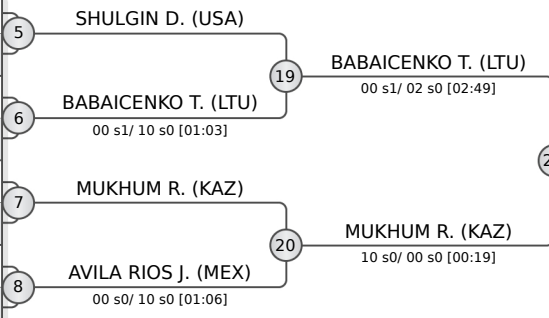 SHULGIN D. (USA)
5
19
BABAICENKO T. (LTU)
00 s1/ 02 s0 [02:49]
BABAICENKO T. (LTU)
6
00 s1/ 10 s0 [01:03]
MUKHUM R. (KAZ)
7
20
MUKHUM R. (KAZ)
10 s0/ 00 s0 [00:19]
AVILA RIOS J. (MEX)
8
00 s0/ 10 s0 [01:06]